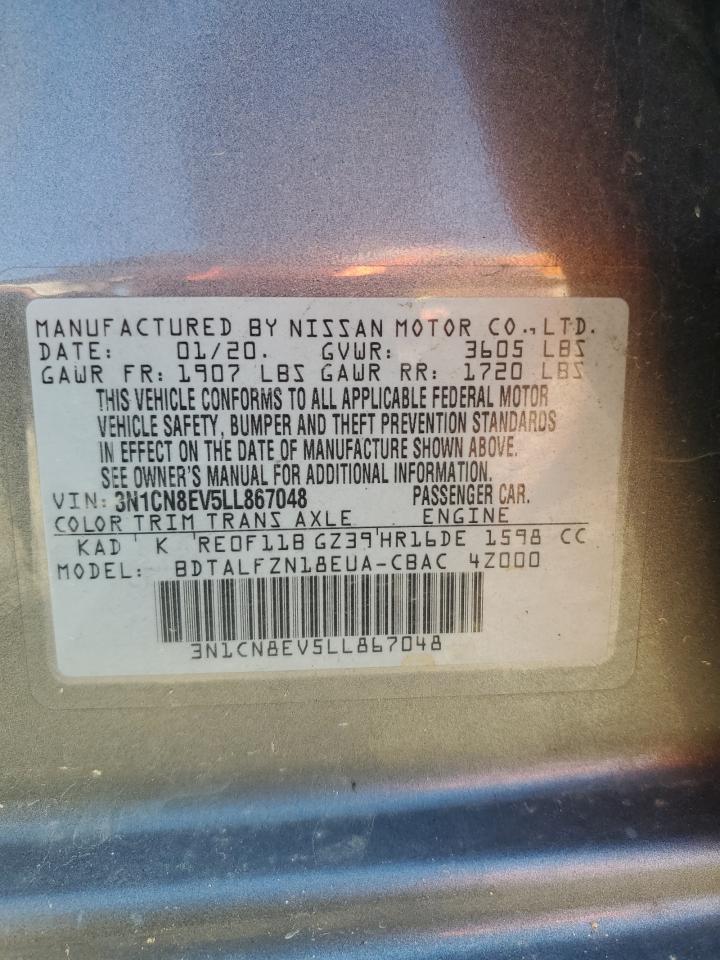 MANUFACTURED BY NISSAN MOTOR CO., LTD.
DATE: 01/20. GVWR: 3605 LBS
GAWR FR: 1907 LBS GAWR RR: 1720 LBS
THIS VEHICLE CONFORMS TO ALL APPLICABLE FEDERAL MOTOR
VEHICLE SAFETY, BUMPER AND THEFT PREVENTION STANDARDS
IN EFFECT ON THE DATE OF MANUFACTURE SHOWN ABOVE.
SEE OWNER'S MANUAL FOR ADDITIONAL INFORMATION.
VIN: 3N1CN8EV5LL867048 PASSENGER CAR.
COLOR TRIM TRANS AXLE ENGINE
KAD K RE0F11B GZ39 HR16DE 1598 CC
MODEL: BDTALFZN18EUA-CBAC 4Z000
3N1CN8EV5LL867048